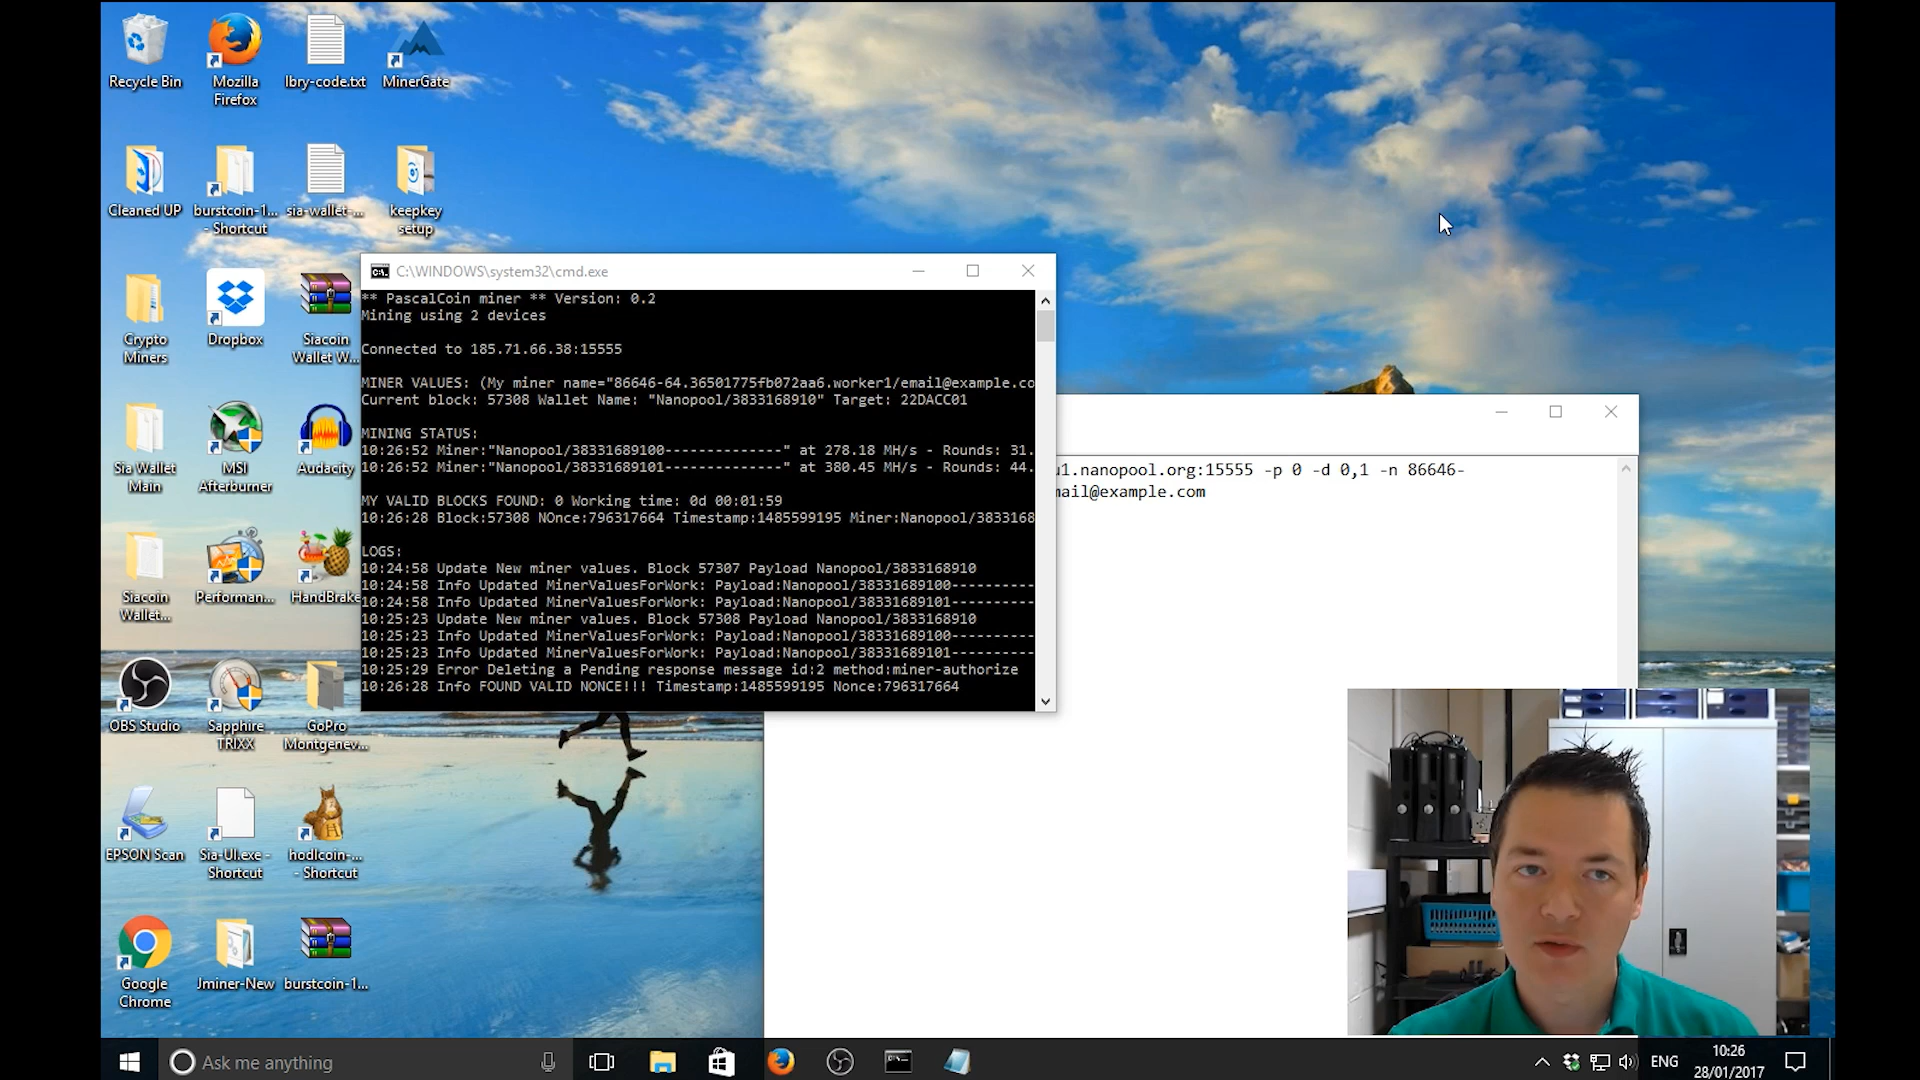 Recycle Bin
Mozilla
Firefox
lbry-code.txt
MinerGate
Cleaned UP
burstcoin-1...
- Shortcut
sia-wallet-...
keepkey
setup
Crypto
Miners
Dropbox
Siacoin
Wallet W...
Sia Wallet
Main
MSI
Afterburner
Audacity
Siacoin
Wallet...
Performan...
HandBrake
OBS Studio
Sapphire
TRIXX
GoPro
Montgenev...
EPSON Scan
Sia-UI.exe -
Shortcut
hodlcoin-...
- Shortcut
Google
Chrome
Jminer-New
burstcoin-1...
C:\WINDOWS\system32\cmd.exe
** PascalCoin miner ** Version: 0.2
Mining using 2 devices
Connected to 185.71.66.38:15555
MINER VALUES: (My miner name="86646-64.36501775fb072aa6.worker1/email@example.co
Current block: 57308 Wallet Name: "Nanopool/3833168910" Target: 22DACC01
MINING STATUS:
10:26:52 Miner:"Nanopool/38331689100--------------" at 278.18 MH/s - Rounds: 31.
10:26:52 Miner:"Nanopool/38331689101--------------" at 380.45 MH/s - Rounds: 44.
MY VALID BLOCKS FOUND: 0 Working time: 0d 00:01:59
10:26:28 Block:57308 NOnce:796317664 Timestamp:1485599195 Miner:Nanopool/3833168
LOGS:
10:24:58 Update New miner values. Block 57307 Payload Nanopool/3833168910
10:24:58 Info Updated MinerValuesForWork: Payload:Nanopool/38331689100----------
10:24:58 Info Updated MinerValuesForWork: Payload:Nanopool/38331689101----------
10:25:23 Update New miner values. Block 57308 Payload Nanopool/3833168910
10:25:23 Info Updated MinerValuesForWork: Payload:Nanopool/38331689100----------
10:25:23 Info Updated MinerValuesForWork: Payload:Nanopool/38331689101----------
10:25:29 Error Deleting a Pending response message id:2 method:miner-authorize
10:26:28 Info FOUND VALID NONCE!!! Timestamp:1485599195 Nonce:796317664
u1.nanopool.org:15555 -p 0 -d 0,1 -n 86646-
mail@example.com
Ask me anything
ENG
10:26
28/01/2017